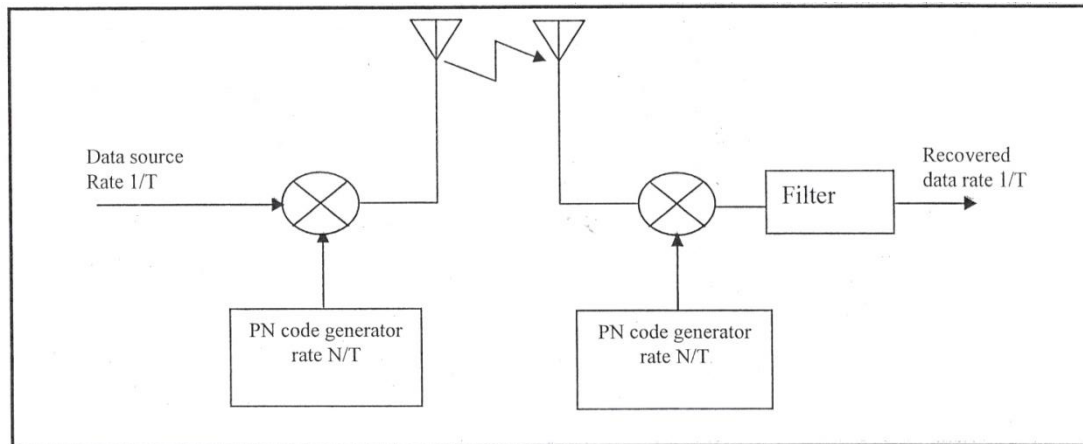 Data source
Rate 1/T
Recovered
data rate 1/T
Filter
PN code generator
rate N/T
PN code generator
rate N/T